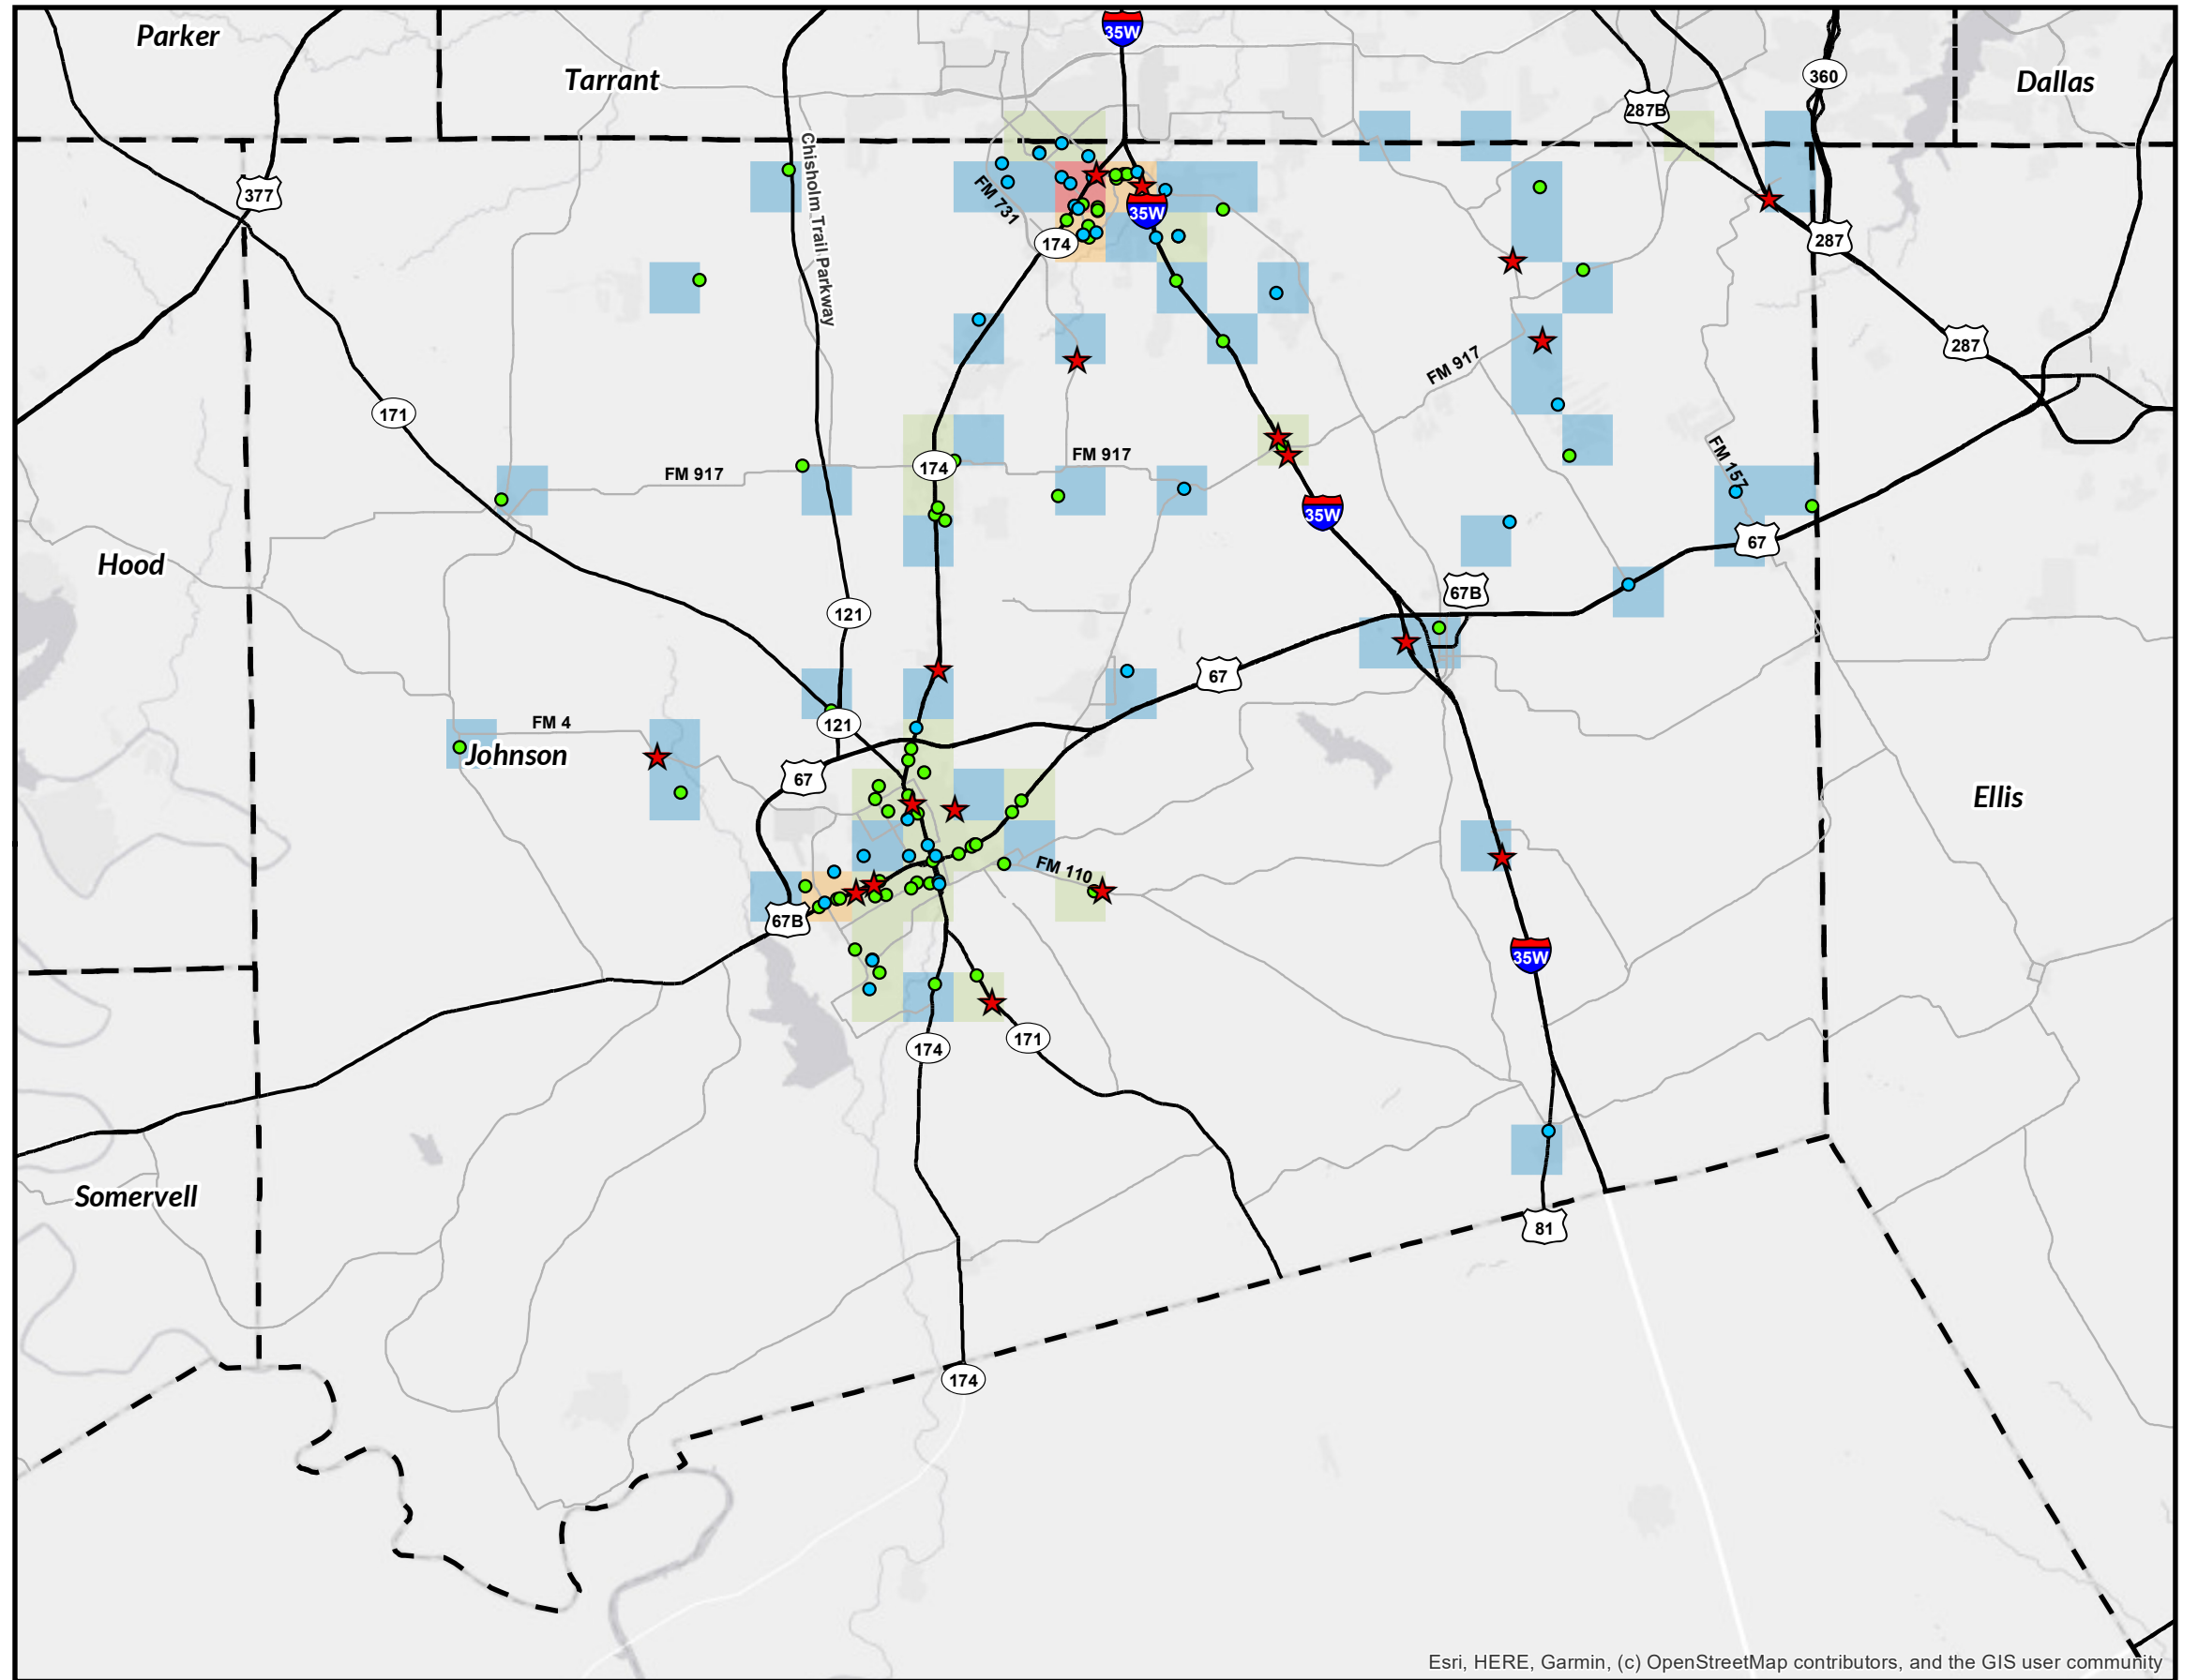 Parker
Tarrant
35W
287B
360
Dallas
377
Chisholm Trail Parkway
FM 731
174
35W
287
287
171
FM 917
FM 917
174
FM 917
FM 157
35W
67
Hood
67B
121
67
FM 4
121
Johnson
67
Ellis
FM 110
67B
35W
174
171
Somervell
81
174
Esri, HERE, Garmin, (c) OpenStreetMap contributors, and the GIS user community